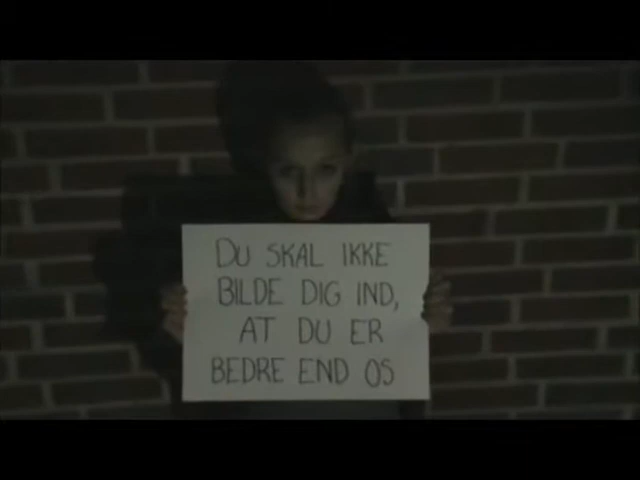 DU SKAL IKKE
BILDE DIG IND,
AT DU ER
BEDRE END OS